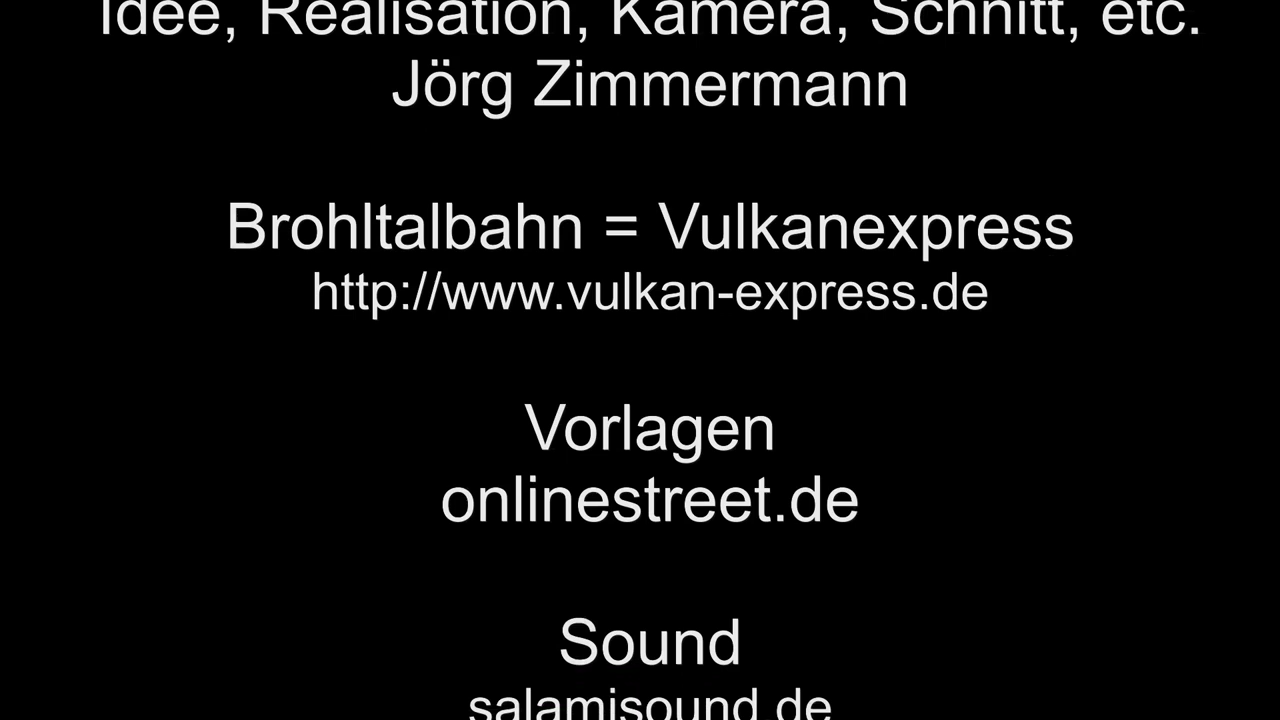 Idee, Realisation, Kamera, Schnitt, etc.
Jörg Zimmermann
Brohltalbahn = Vulkanexpress
http://www.vulkan-express.de
Vorlagen
onlinestreet.de
Sound
salamisound.de